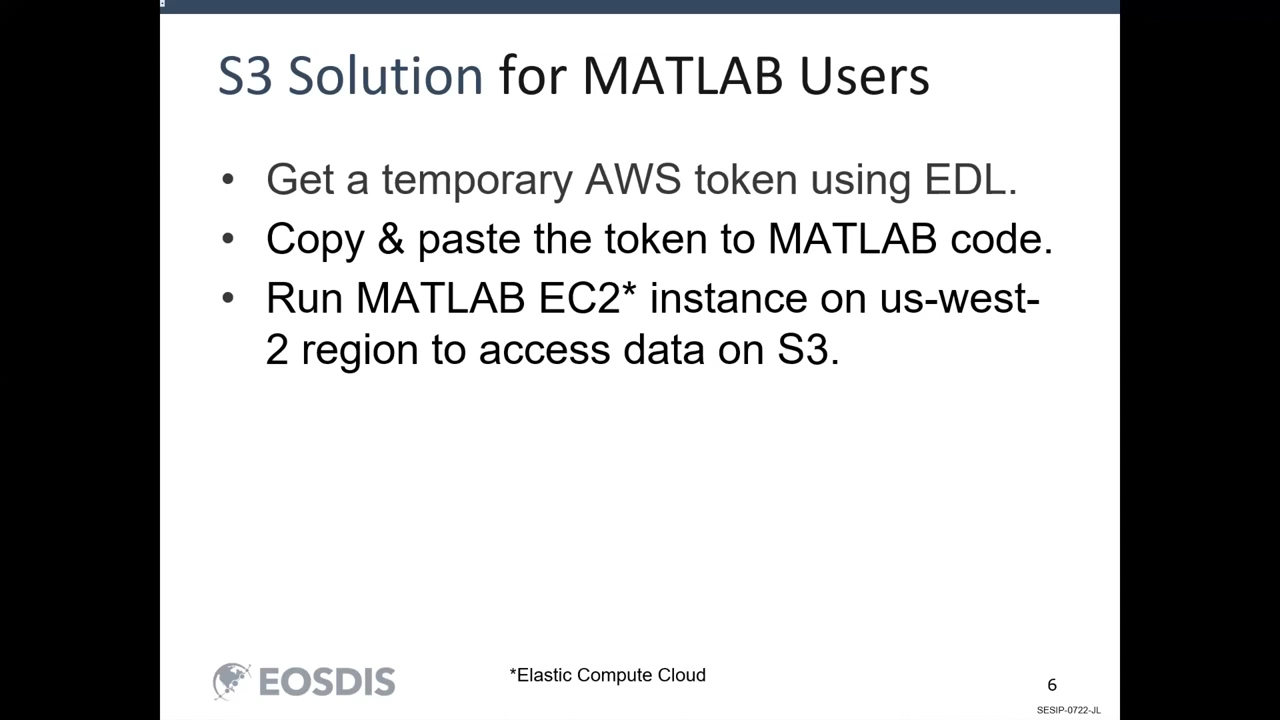 S3 Solution for MATLAB Users
• Get a temporary AWS token using EDL.
• Copy & paste the token to MATLAB code.
• Run MATLAB EC2* instance on us-west-
2 region to access data on S3.
EOSDIS
*Elastic Compute Cloud
6
SESIP-0722-JL